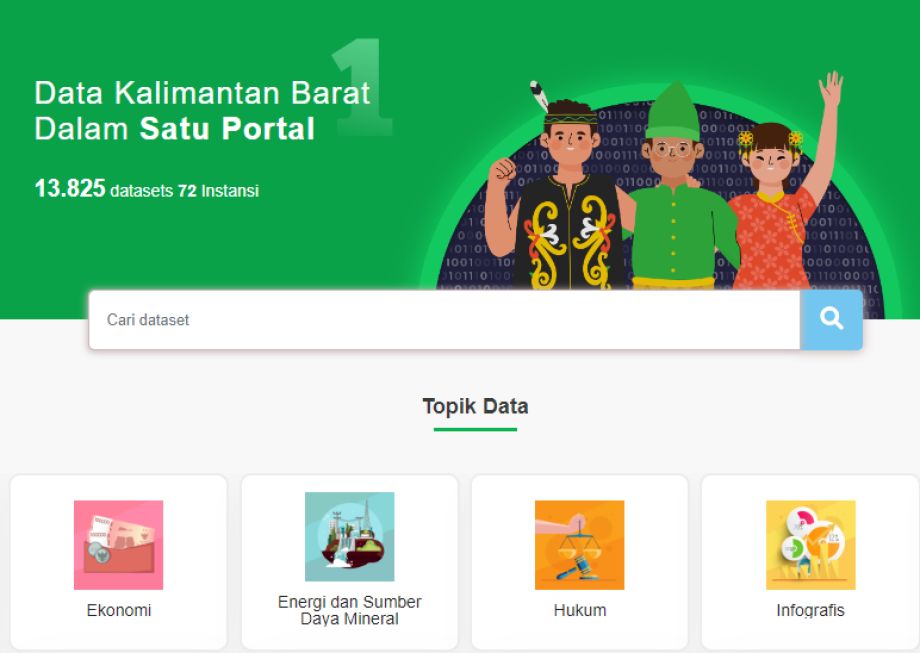 Data Kalimantan Barat
Dalam Satu Portal
1
13.825 datasets 72 Instansi
Cari dataset
Topik Data
Ekonomi
Energi dan Sumber
Daya Mineral
Hukum
Infografis